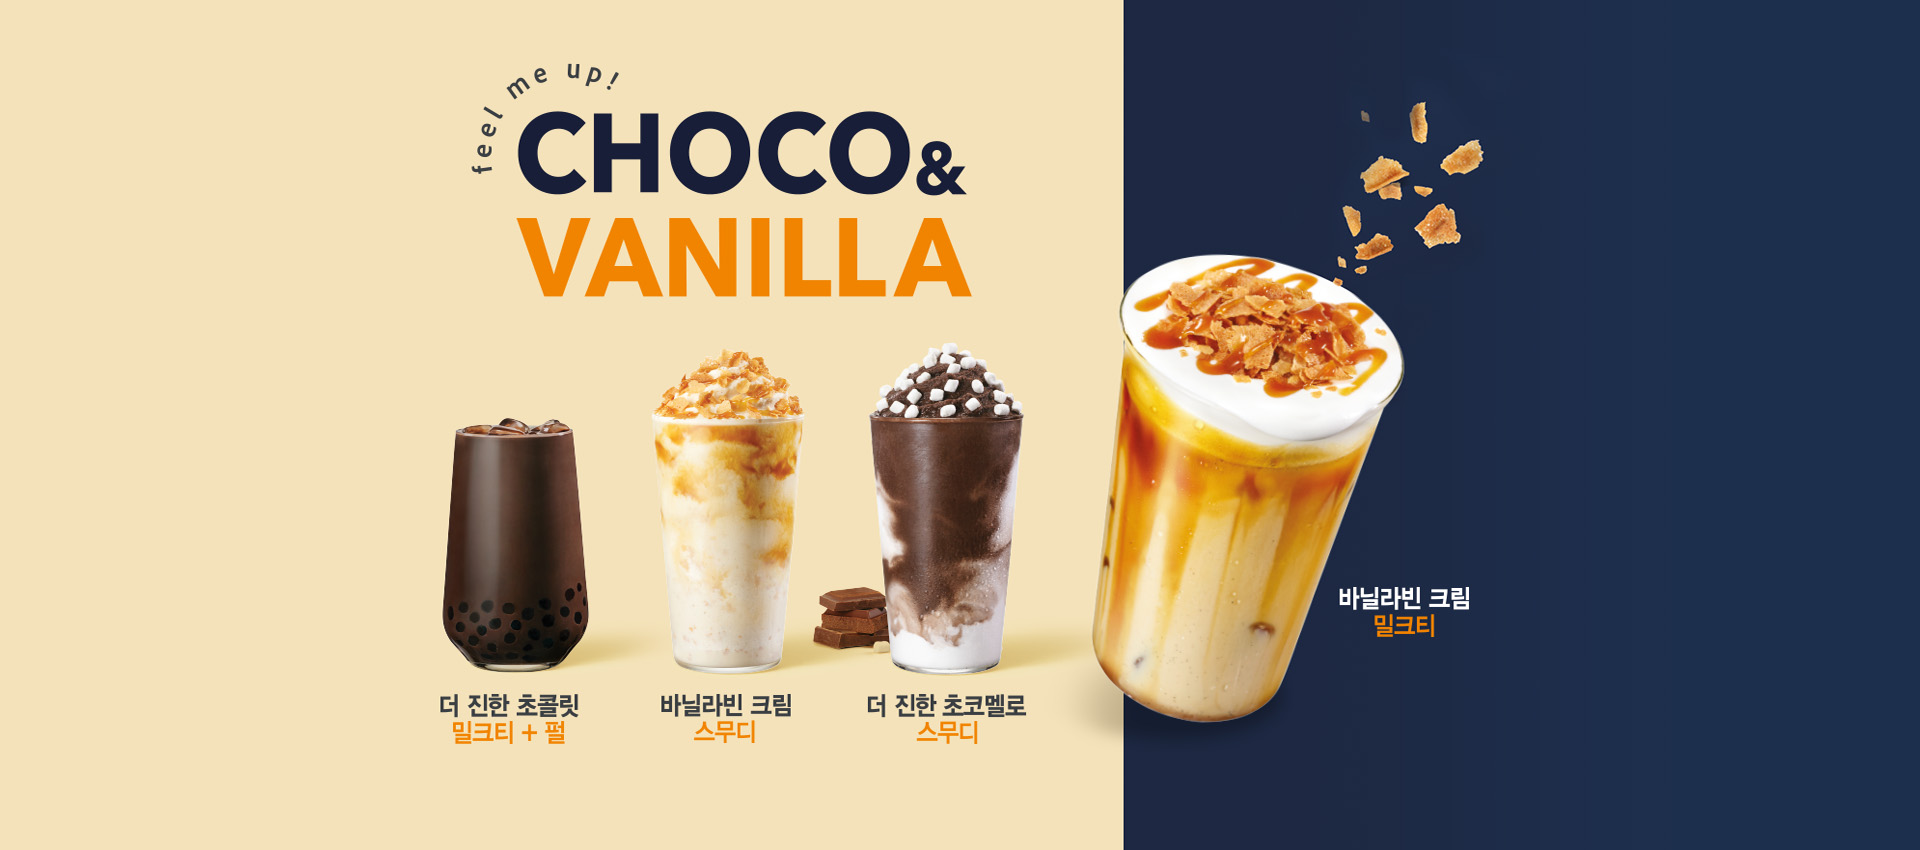 feel me up!
CHOCO&
VANILLA
더 진한 초콜릿
밀크티 + 펄
바닐라빈 크림
스무디
더 진한 초코멜로
스무디
바닐라빈 크림
밀크티